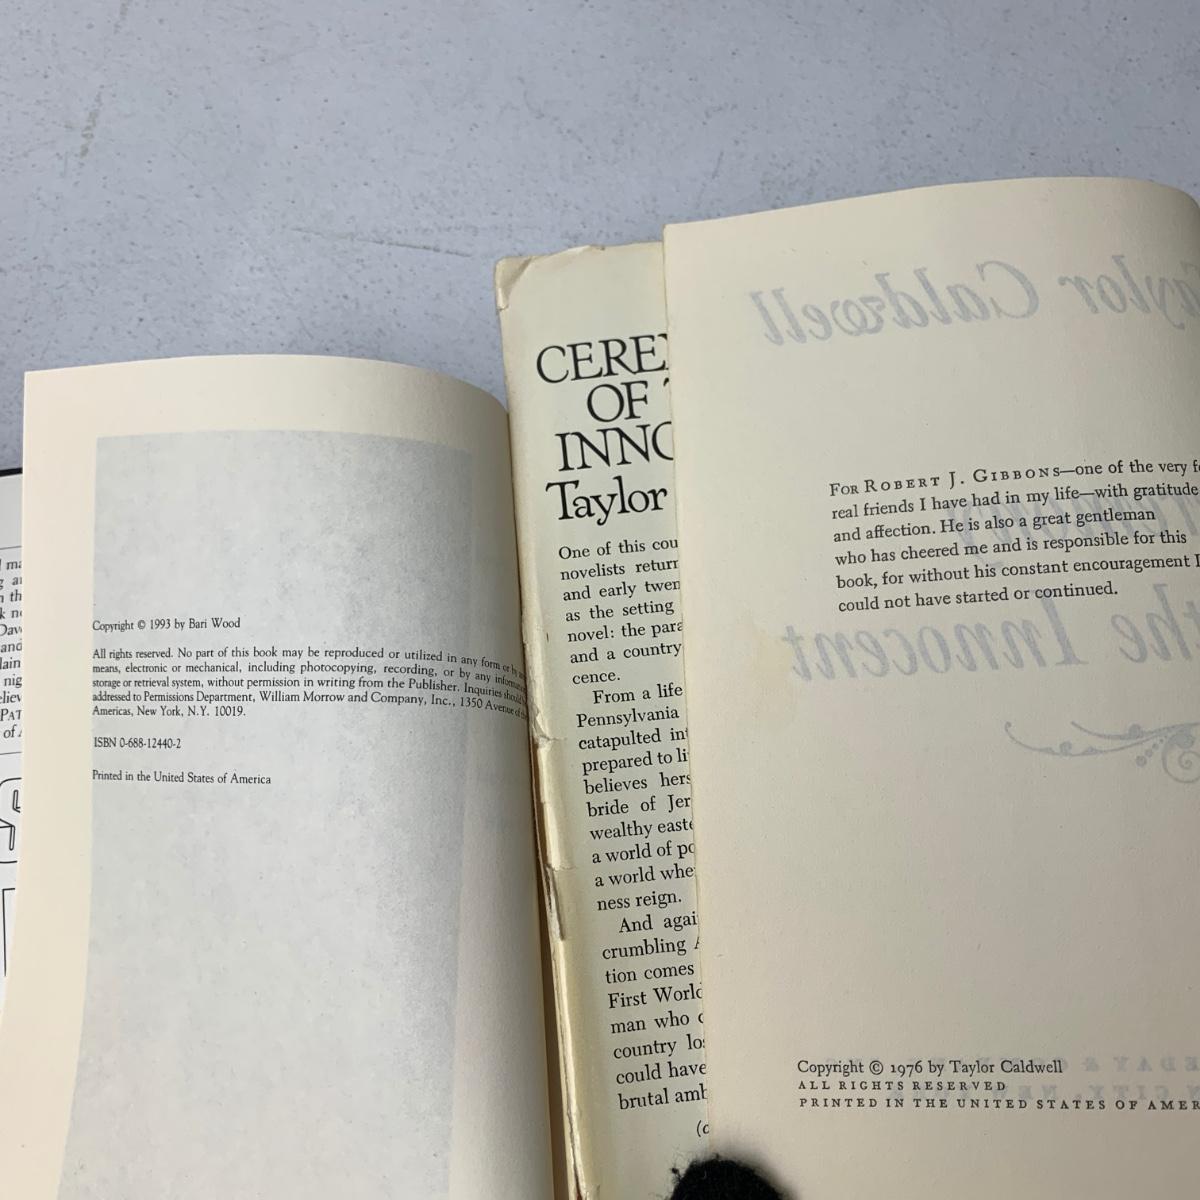 Copyright © 1993 by Bari Wood
All rights reserved. No part of this book may be reproduced or utilized in any form or by
means, electronic or mechanical, including photocopying, recording, or by any
storage or retrieval system, without permission in writing from the Publisher. Inquiries
addressed to Permissions Department, William Morrow and Company, Inc., 1350 Avenue of
Americas, New York, N.Y. 10019.
ISBN 0-688-12440-2
Printed in the United States of America
CEREM
OF
INNO
Taylor
One of this cou
novelists return
and early twen
as the setting
novel: the para
and a country
cence.
From a life
Pennsylvania
catapulted in
prepared to li
believes hers
bride of Jer
wealthy easte
a world of po
a world whe
ness reign.
And agai
crumbling A
tion comes
First World
man who
country los
could have
brutal amb
Taylor Caldwell
the Innocent
FOR ROBERT J. GIBBONS—one of the very f
real friends I have had in my life—with gratitude
and affection. He is also a great gentleman
who has cheered me and is responsible for this
book, for without his constant encouragement I
could not have started or continued.
Copyright © 1976 by Taylor Caldwell
ALL RIGHTS RESERVED
PRINTED IN THE UNITED STATES OF AMER